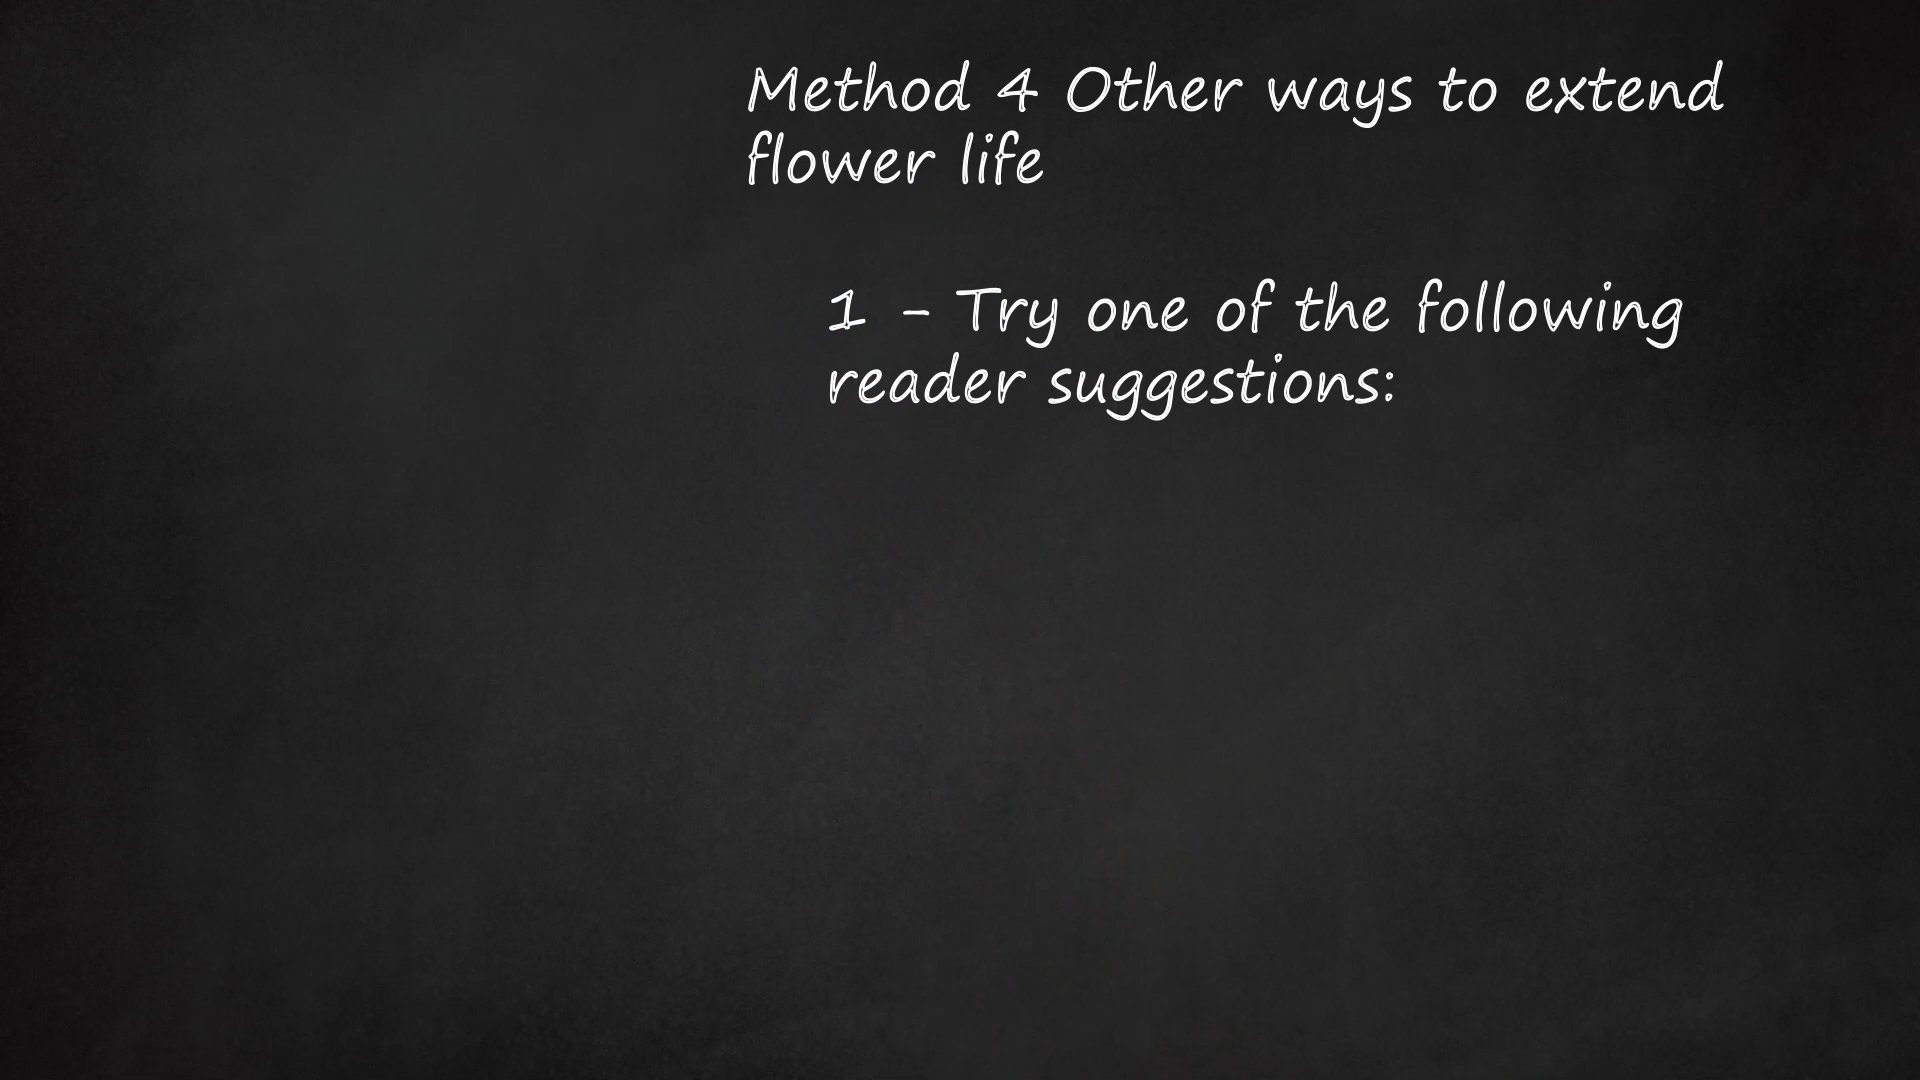 Method 4 Other ways to extend
flower life
1 - Try one of the following
reader suggestions: